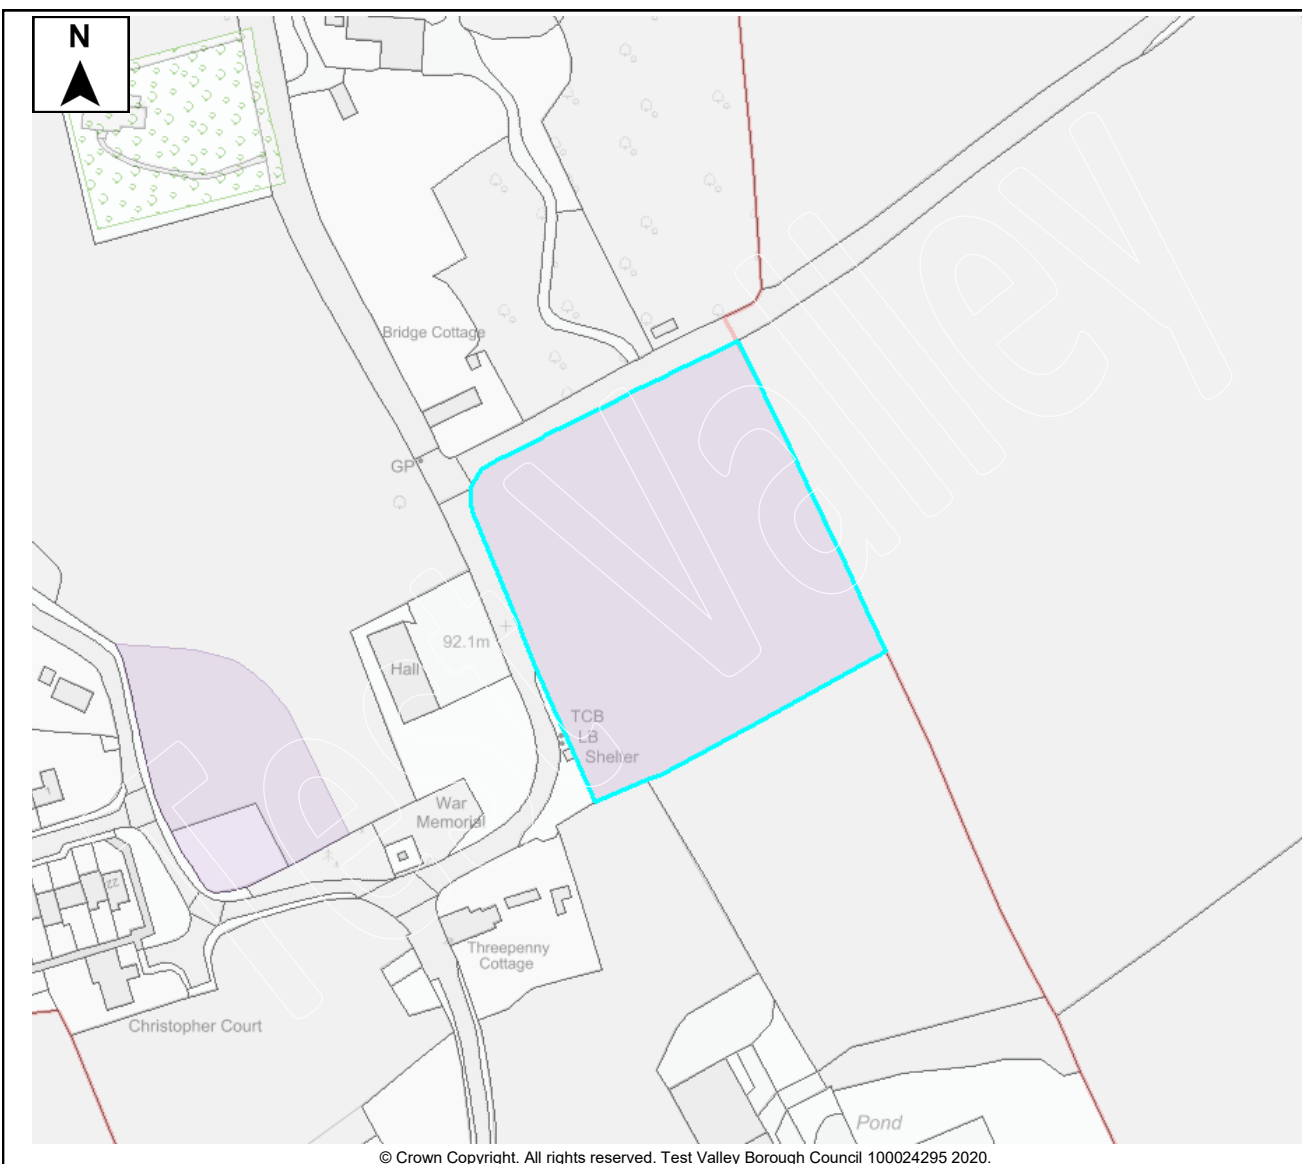 N
Bridge Cottage
GP
92.1m
Hall
TCB
LB
Shelter
War
Memorial
22
Threepenny
Cottage
Christopher Court
Pond
Test Valley
© Crown Copyright. All rights reserved. Test Valley Borough Council 100024295 2020.